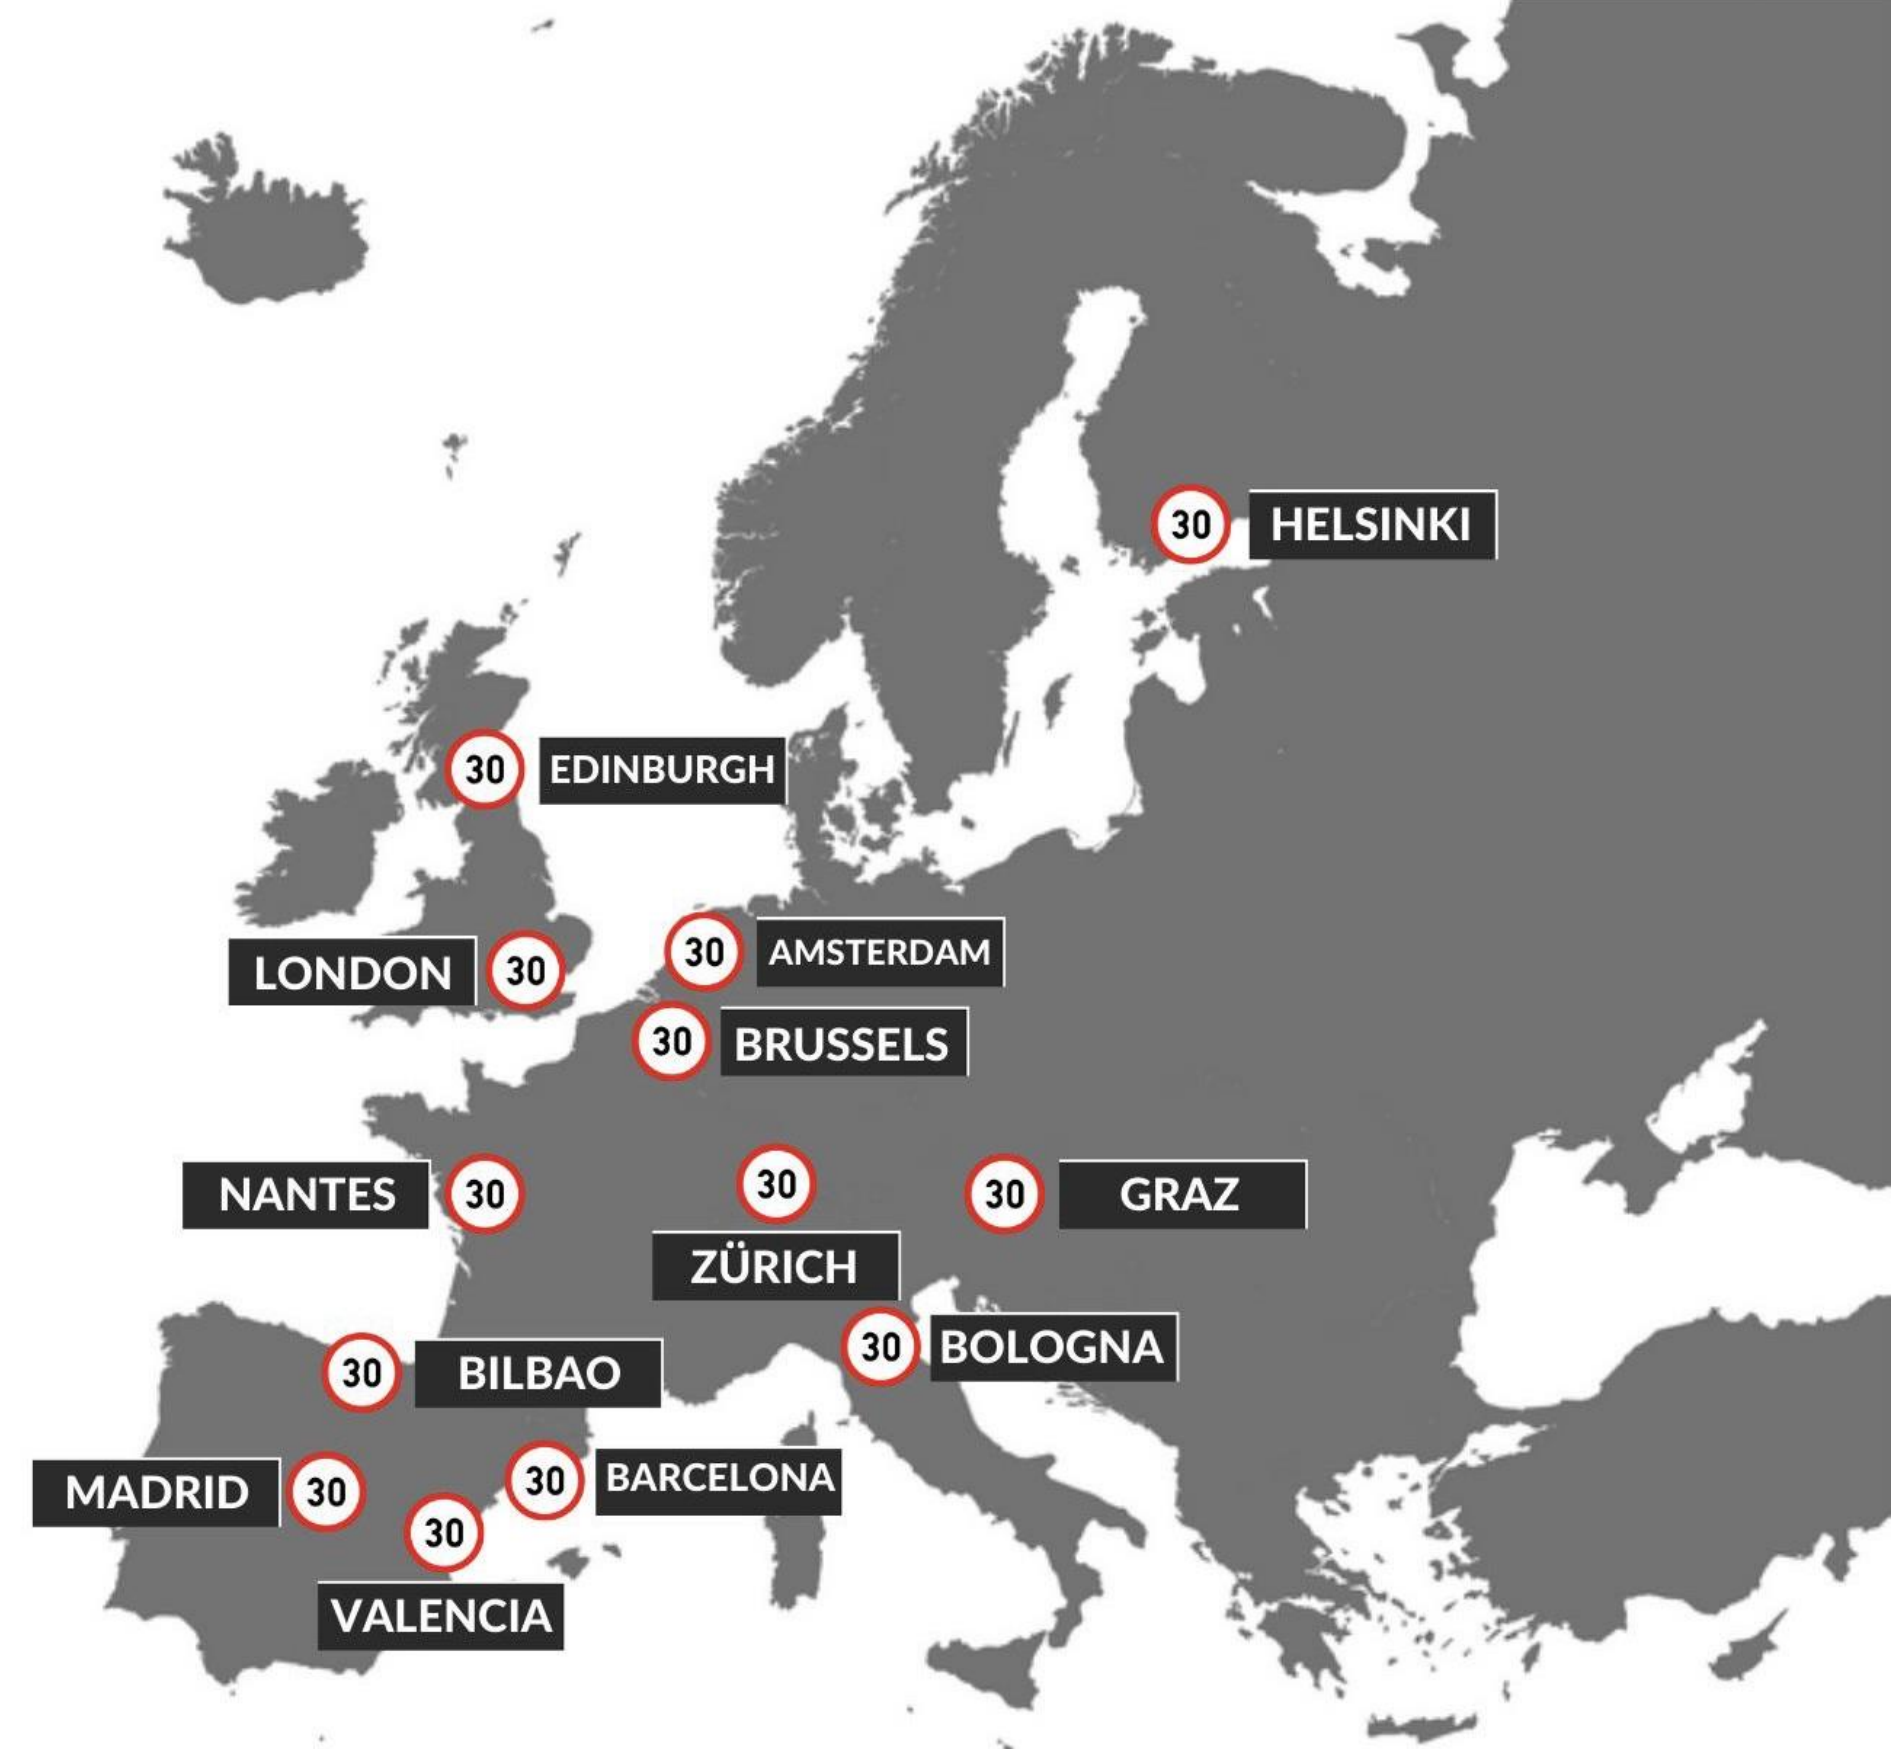 30 HELSINKI
30 EDINBURGH
30 AMSTERDAM
LONDON 30
30 BRUSSELS
NANTES 30
30
ZÜRICH
30 GRAZ
30 BOLOGNA
30 BILBAO
30 BARCELONA
MADRID 30
30
VALENCIA